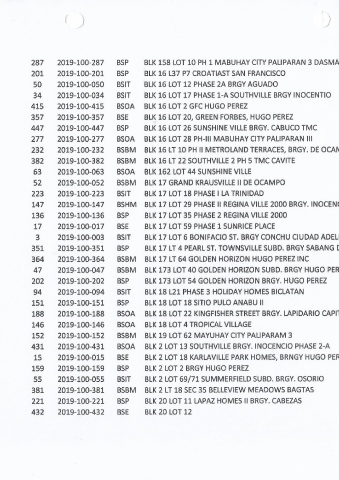 287 2019-100-287 BSP BLK 158 LOT 10 PH 1 MABUHAY CITY PALIPARAN 3 DASMA
201 2019-100-201 BSP BLK 16 L37 P7 CROATIAST SAN FRANCISCO
50 2019-100-050 BSIT BLK 16 LOT 12 PHASE 2A BRGY AGUADO
34 2019-100-034 BSIT BLK 16 LOT 17 PHASE 1-A SOUTHVILLE BRGY INOCENTIO
415 2019-100-415 BSOA BLK 16 LOT 2 GFC HUGO PEREZ
357 2019-100-357 BSE BLK 16 LOT 20, GREEN FORBES, HUGO PEREZ
447 2019-100-447 BSP BLK 16 LOT 26 SUNSHINE VILLE BRGY. CABUCO TMC
277 2019-100-277 BSOA BLK 16 LOT 28 PH-III MABUHAY CITY PALIPARAN III
232 2019-100-232 BSBM BLK 16 LT 10 PH II METROLAND TERRACES, BRGY. DE OCAM
382 2019-100-382 BSBM BLK 16 LT 22 SOUTHVILLE 2 PH 5 TMC CAVITE
63 2019-100-063 BSOA BLK 162 LOT 44 SUNSHINE VILLE
52 2019-100-052 BSBM BLK 17 GRAND KRAUSVILLE II DE OCAMPO
223 2019-100-223 BSIT BLK 17 LOT 18 PHASE I LA TRINIDAD
147 2019-100-147 BSHM BLK 17 LOT 29 PHASE II REGINA VILLE 2000 BRGY. INOCENC
136 2019-100-136 BSP BLK 17 LOT 35 PHASE 2 REGINA VILLE 2000
17 2019-100-017 BSE BLK 17 LOT 59 PHASE 1 SUNRICE PLACE
3 2019-100-003 BSIT BLK 17 LOT 6 BONIFACIO ST. BRGY CONCHU CIUDAD ADEL
351 2019-100-351 BSP BLK 17 LT 4 PEARL ST. TOWNSVILLE SUBD. BRGY SABANG D
364 2019-100-364 BSBM BLK 17 LT 64 GOLDEN HORIZON HUGO PEREZ INC
47 2019-100-047 BSBM BLK 173 LOT 40 GOLDEN HORIZON SUBD. BRGY HUGO PER
202 2019-100-202 BSP BLK 173 LOT 54 GOLDEN HORIZON BRGY. HUGO PEREZ
94 2019-100-094 BSIT BLK 18 L21 PHASE 3 HOLIDAY HOMES BICLATAN
151 2019-100-151 BSP BLK 18 LOT 18 SITIO PULO ANABU II
188 2019-100-188 BSOA BLK 18 LOT 22 KINGFISHER STREET BRGY. LAPIDARIO CAPIT
146 2019-100-146 BSOA BLK 18 LOT 4 TROPICAL VILLAGE
152 2019-100-152 BSBM BLK 19 LOT 62 MAYUHAY CITY PALIPARAM 3
431 2019-100-431 BSOA BLK 2 LOT 13 SOUTHVILLE BRGY. INOCENCIO PHASE 2-A
15 2019-100-015 BSE BLK 2 LOT 18 KARLAVILLE PARK HOMES, BRNGY HUGO PER
159 2019-100-159 BSP BLK 2 LOT 2 BRGY HUGO PEREZ
55 2019-100-055 BSIT BLK 2 LOT 69/71 SUMMERFIELD SUBD. BRGY. OSORIO
381 2019-100-381 BSBM BLK 2 LT 18 SEC 35 BELLEVIEW MEADOWS BAGTAS
221 2019-100-221 BSP BLK 20 LOT 11 LAPAZ HOMES II BRGY. CABEZAS
432 2019-100-432 BSE BLK 20 LOT 12